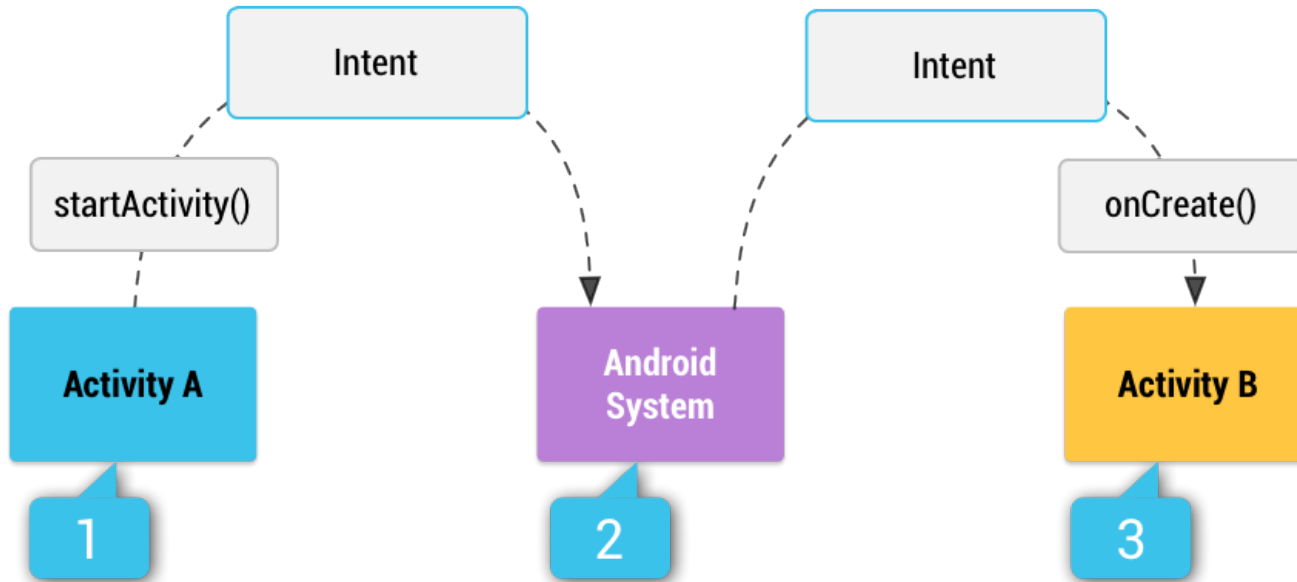 Intent
Intent
startActivity()
onCreate()
Activity A
Android
System
Activity B
1
2
3